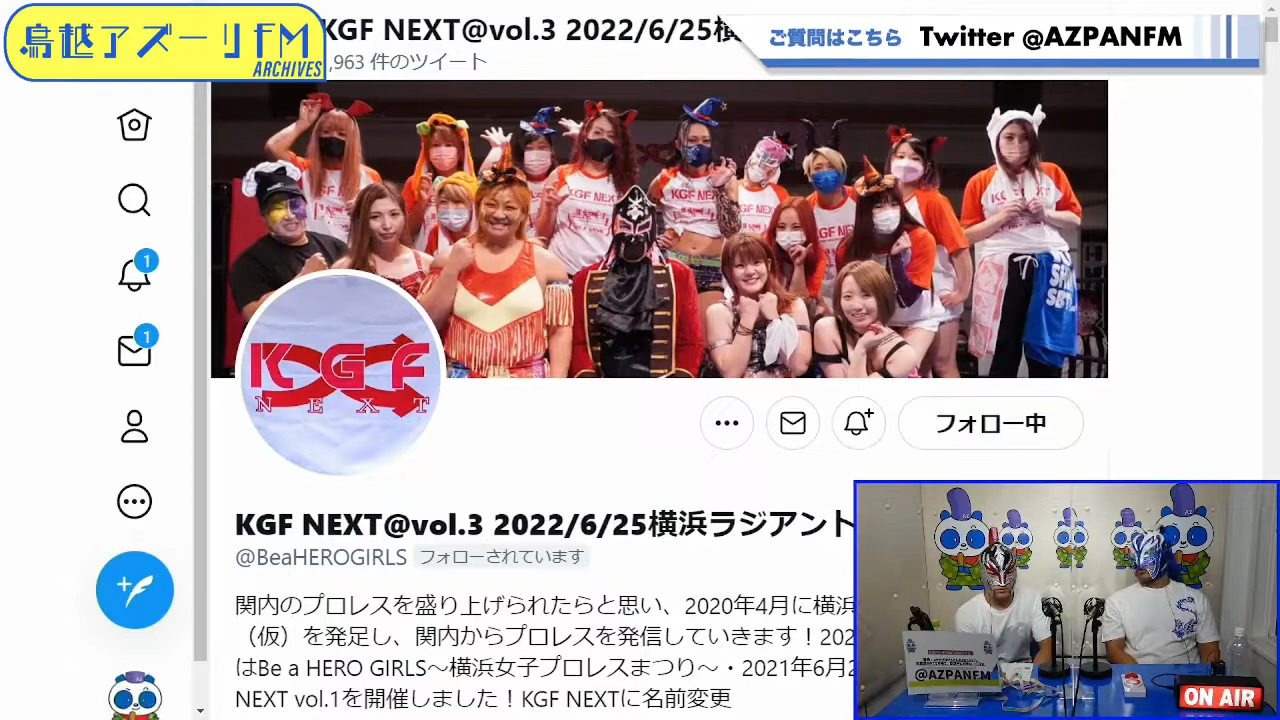 鳥越アズーリFM
ARCHIVES
KGF NEXT@vol.3 2022/6/25横
,963 件のツイート
ご質問はこちら Twitter @AZPANFM
KGF NEXT
KGF NEXT
KGF NEXT
KGF
NEXT
1
1
フォロー中
KGF NEXT@vol.3 2022/6/25横浜ラジアント
@BeaHEROGIRLS フォローされています
関内のプロレスを盛り上げられたらと思い、2020年4月に横浜
（仮）を発足し、関内からプロレスを発信していきます！202
はBe a HERO GIRLS〜横浜女子プロレスまつり〜・2021年6月2
NEXT vol.1を開催しました！KGF NEXTに名前変更
@AZPANFM
ON AIR